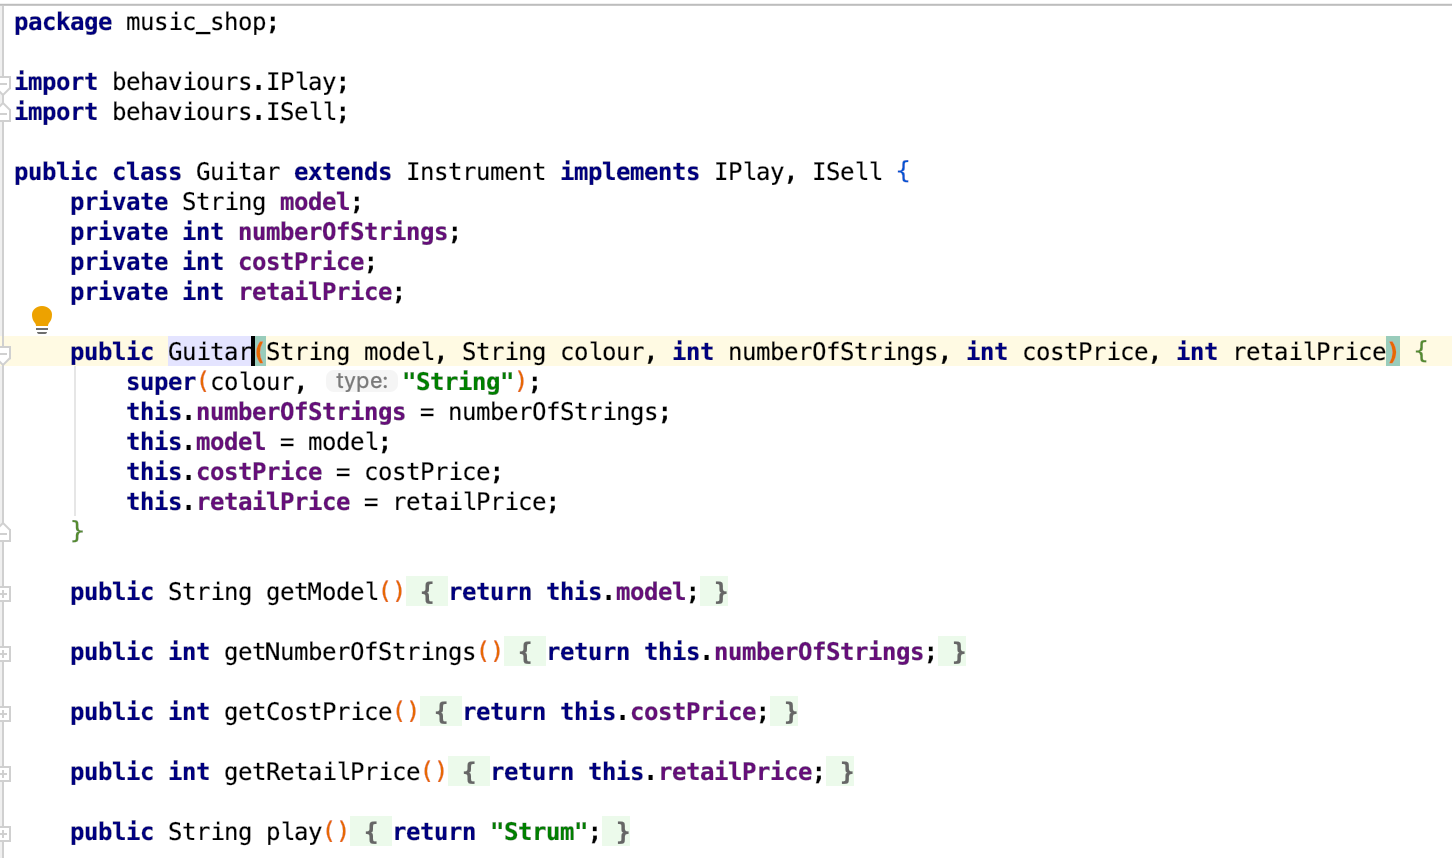 package music_shop;
import behaviours.IPlay;
import behaviours.ISell;
public class Guitar extends Instrument implements IPlay, ISell {
private String model;
private int numberOfStrings;
private int costPrice;
private int retailPrice;
public Guitar(String model, String colour, int numberOfStrings, int costPrice, int retailPrice) {
super(colour, type: "String");
this.numberOfStrings = numberOfStrings;
this.model = model;
this.costPrice = costPrice;
this.retailPrice = retailPrice;
}
public String getModel() { return this.model; }
public int getNumberOfStrings() { return this.numberOfStrings; }
public int getCostPrice() { return this.costPrice; }
public int getRetailPrice() { return this.retailPrice; }
public String play() { return "Strum"; }